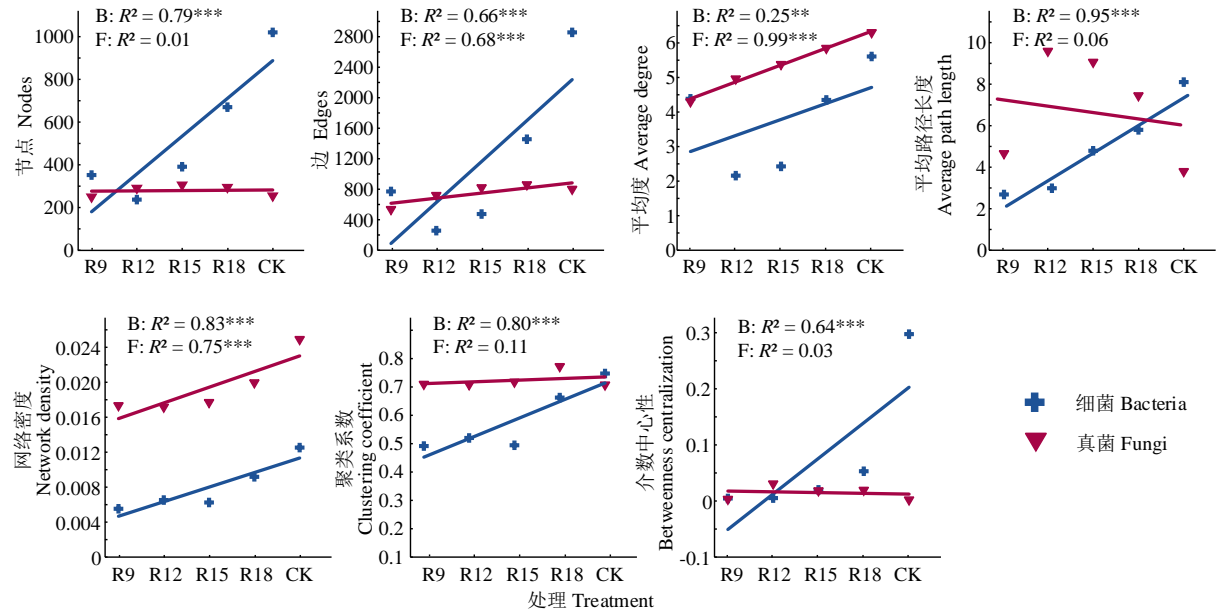 B: R² = 0.79***
F: R² = 0.01
节点 Nodes
1000
800
600
400
200
0
R9 R12 R15 R18 CK
B: R² = 0.66***
F: R² = 0.68***
边 Edges
2800
2400
2000
1600
1200
800
400
0
R9 R12 R15 R18 CK
B: R² = 0.25**
F: R² = 0.99***
平均度 Average degree
6
5
4
3
2
1
0
R9 R12 R15 R18 CK
B: R² = 0.95***
F: R² = 0.06
平均路径长度
Average path length
10
8
6
4
2
0
R9 R12 R15 R18 CK
B: R² = 0.83***
F: R² = 0.75***
网络密度
Network density
0.024
0.020
0.016
0.012
0.008
0.004
0
R9 R12 R15 R18 CK
B: R² = 0.80***
F: R² = 0.11
聚类系数
Clustering coefficient
0.8
0.7
0.6
0.5
0.4
0.3
0.2
0.1
R9 R12 R15 R18 CK
B: R² = 0.64***
F: R² = 0.03
介数中心性
Betweenness centralization
0.3
0.2
0.1
0
-0.1
R9 R12 R15 R18 CK
细菌 Bacteria
真菌 Fungi
处理 Treatment